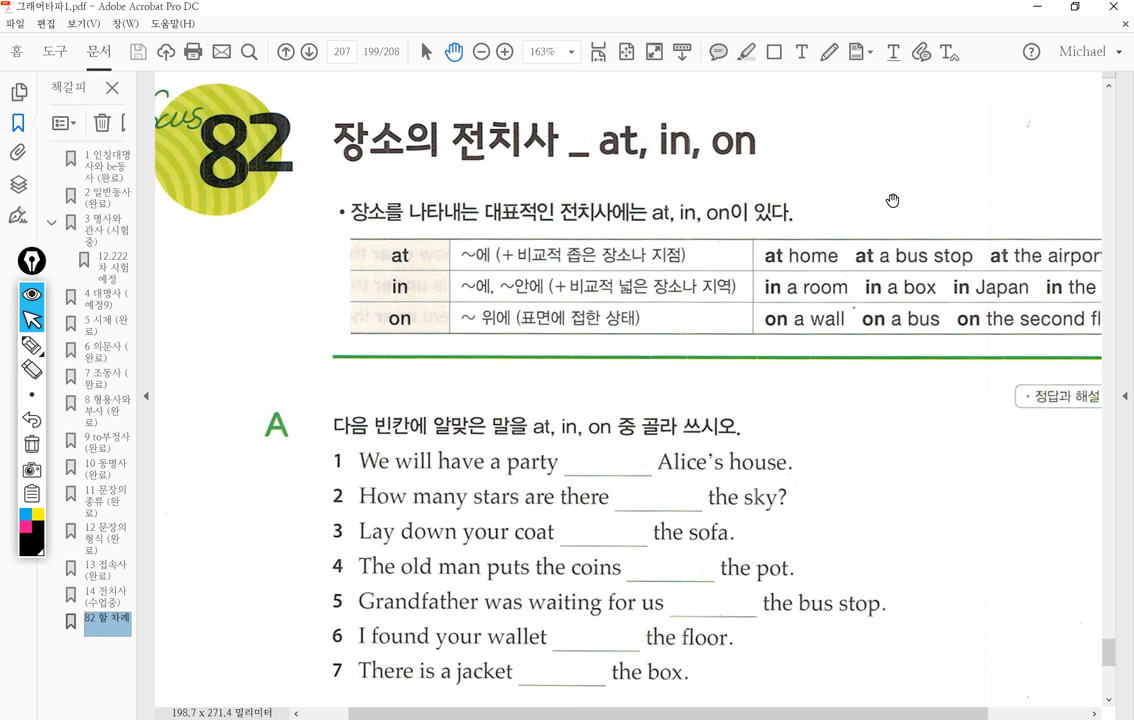 그래머타파1.pdf - Adobe Acrobat Pro DC
파일 편집 보기(V) 창(W) 도움말(H)
홈 도구 문서 207 199/208 163% Michael
책갈피
1 인칭대명
사와 be동
사 (완료)
2 일반동사
(완료)
3 명사와
관사 (시험
중)
12.222
차 시험
예정
4 대명사 (
예정9)
5 시제 (완
료)
6 의문사 (
완료)
7 조동사 (
완료)
8 형용사와
부사 (완
료)
9 to부정사
(완료)
10 동명사
(완료)
11 문장의
종류 (완
료)
12 문장의
형식 (완
료)
13 접속사
(완료)
14 전치사
(수업중)
82 할 차례
cus
82 장소의 전치사 _ at, in, on
• 장소를 나타내는 대표적인 전치사에는 at, in, on이 있다.
at ~에 (+ 비교적 좁은 장소나 지점) at home at a bus stop at the airpor
in ~에, ~안에 (+ 비교적 넓은 장소나 지역) in a room in a box in Japan in the
on ~ 위에 (표면에 접한 상태) on a wall on a bus on the second fl
• 정답과 해설
A 다음 빈칸에 알맞은 말을 at, in, on 중 골라 쓰시오.
1 We will have a party ________ Alice's house.
2 How many stars are there ________ the sky?
3 Lay down your coat ________ the sofa.
4 The old man puts the coins ________ the pot.
5 Grandfather was waiting for us ________ the bus stop.
6 I found your wallet ________ the floor.
7 There is a jacket ________ the box.
198.7 x 271.4 밀리미터